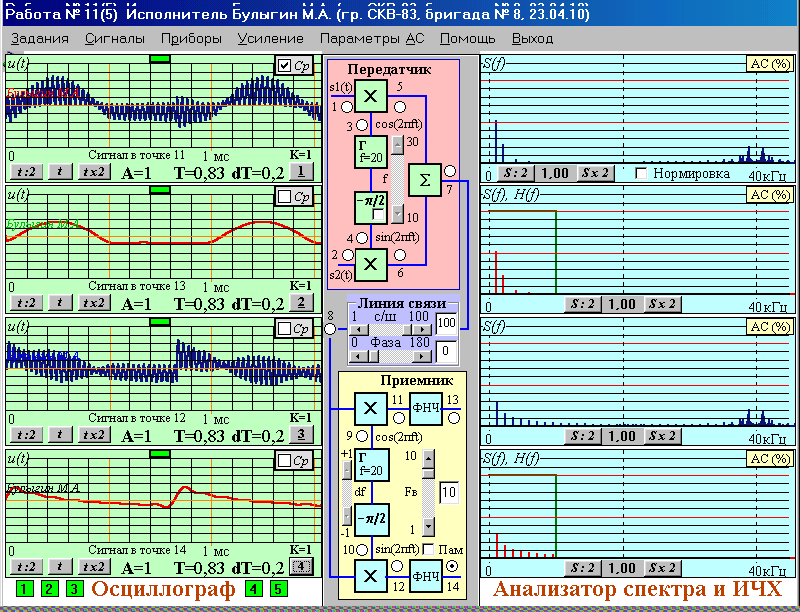 Работа №11(5) Исполнитель Булыгин М.А. (гр. СКВ-83, бригада №8, 23.04.10)
Задания Сигналы Приборы Усиление Параметры АС Помощь Выход
u(t)
Ср
Булыгин М.А.
0 Сигнал в точке 11 1 мс K=1
t:2 t tx2 A=1 T=0,83 dT=0,2 1
u(t)
Ср
Булыгин М.А.
0 Сигнал в точке 13 1 мс K=1
t:2 t tx2 A=1 T=0,83 dT=0,2 2
u(t)
Ср
Булыгин М.А.
0 Сигнал в точке 12 1 мс K=1
t:2 t tx2 A=1 T=0,83 dT=0,2 3
u(t)
Ср
Булыгин М.А
0 Сигнал в точке 14 1 мс K=1
t:2 t tx2 A=1 T=0,83 dT=0,2 4
1 2 3 Осциллограф 4 5
Передатчик
s1(t) X 5
1
3 cos(2πft)
Г 30
f=20
f
Σ
7
-π/2
10
4 sin(2πft)
2
s2(t) X 6
Линия связи
8
1 с/ш 100 100
0 Фаза 180 0
Приемник
X 11 ФНЧ 13
9 cos(2πft)
+1 Г 10
f=20
df Fв 10
-π/2
-1 1
10 sin(2πft) Пам
X 12 ФНЧ 14
S(f) АС (%)
0 S:2 1,00 Sx2 Нормировка 40кГц
S(f), H(f) АС (%)
0 S:2 1,00 Sx2 40кГц
S(f) АС (%)
0 S:2 1,00 Sx2 40кГц
S(f), H(f) АС (%)
0 S:2 1,00 Sx2 40кГц
Анализатор спектра и ИЧХ